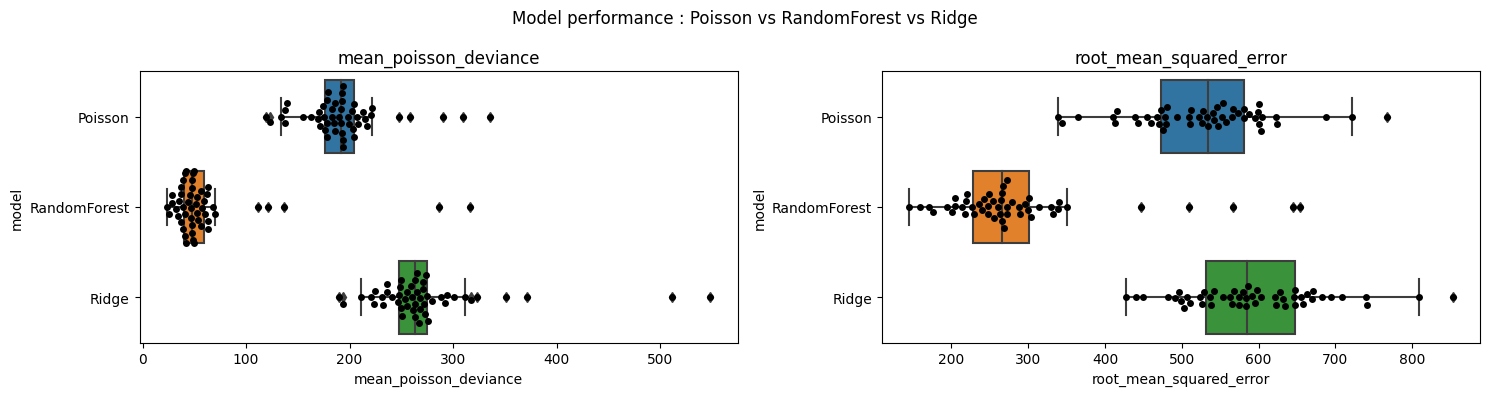 Model performance : Poisson vs RandomForest vs Ridge
mean_poisson_deviance
Poisson
RandomForest
Ridge
model
0 100 200 300 400 500
mean_poisson_deviance
root_mean_squared_error
Poisson
RandomForest
Ridge
model
200 300 400 500 600 700 800
root_mean_squared_error